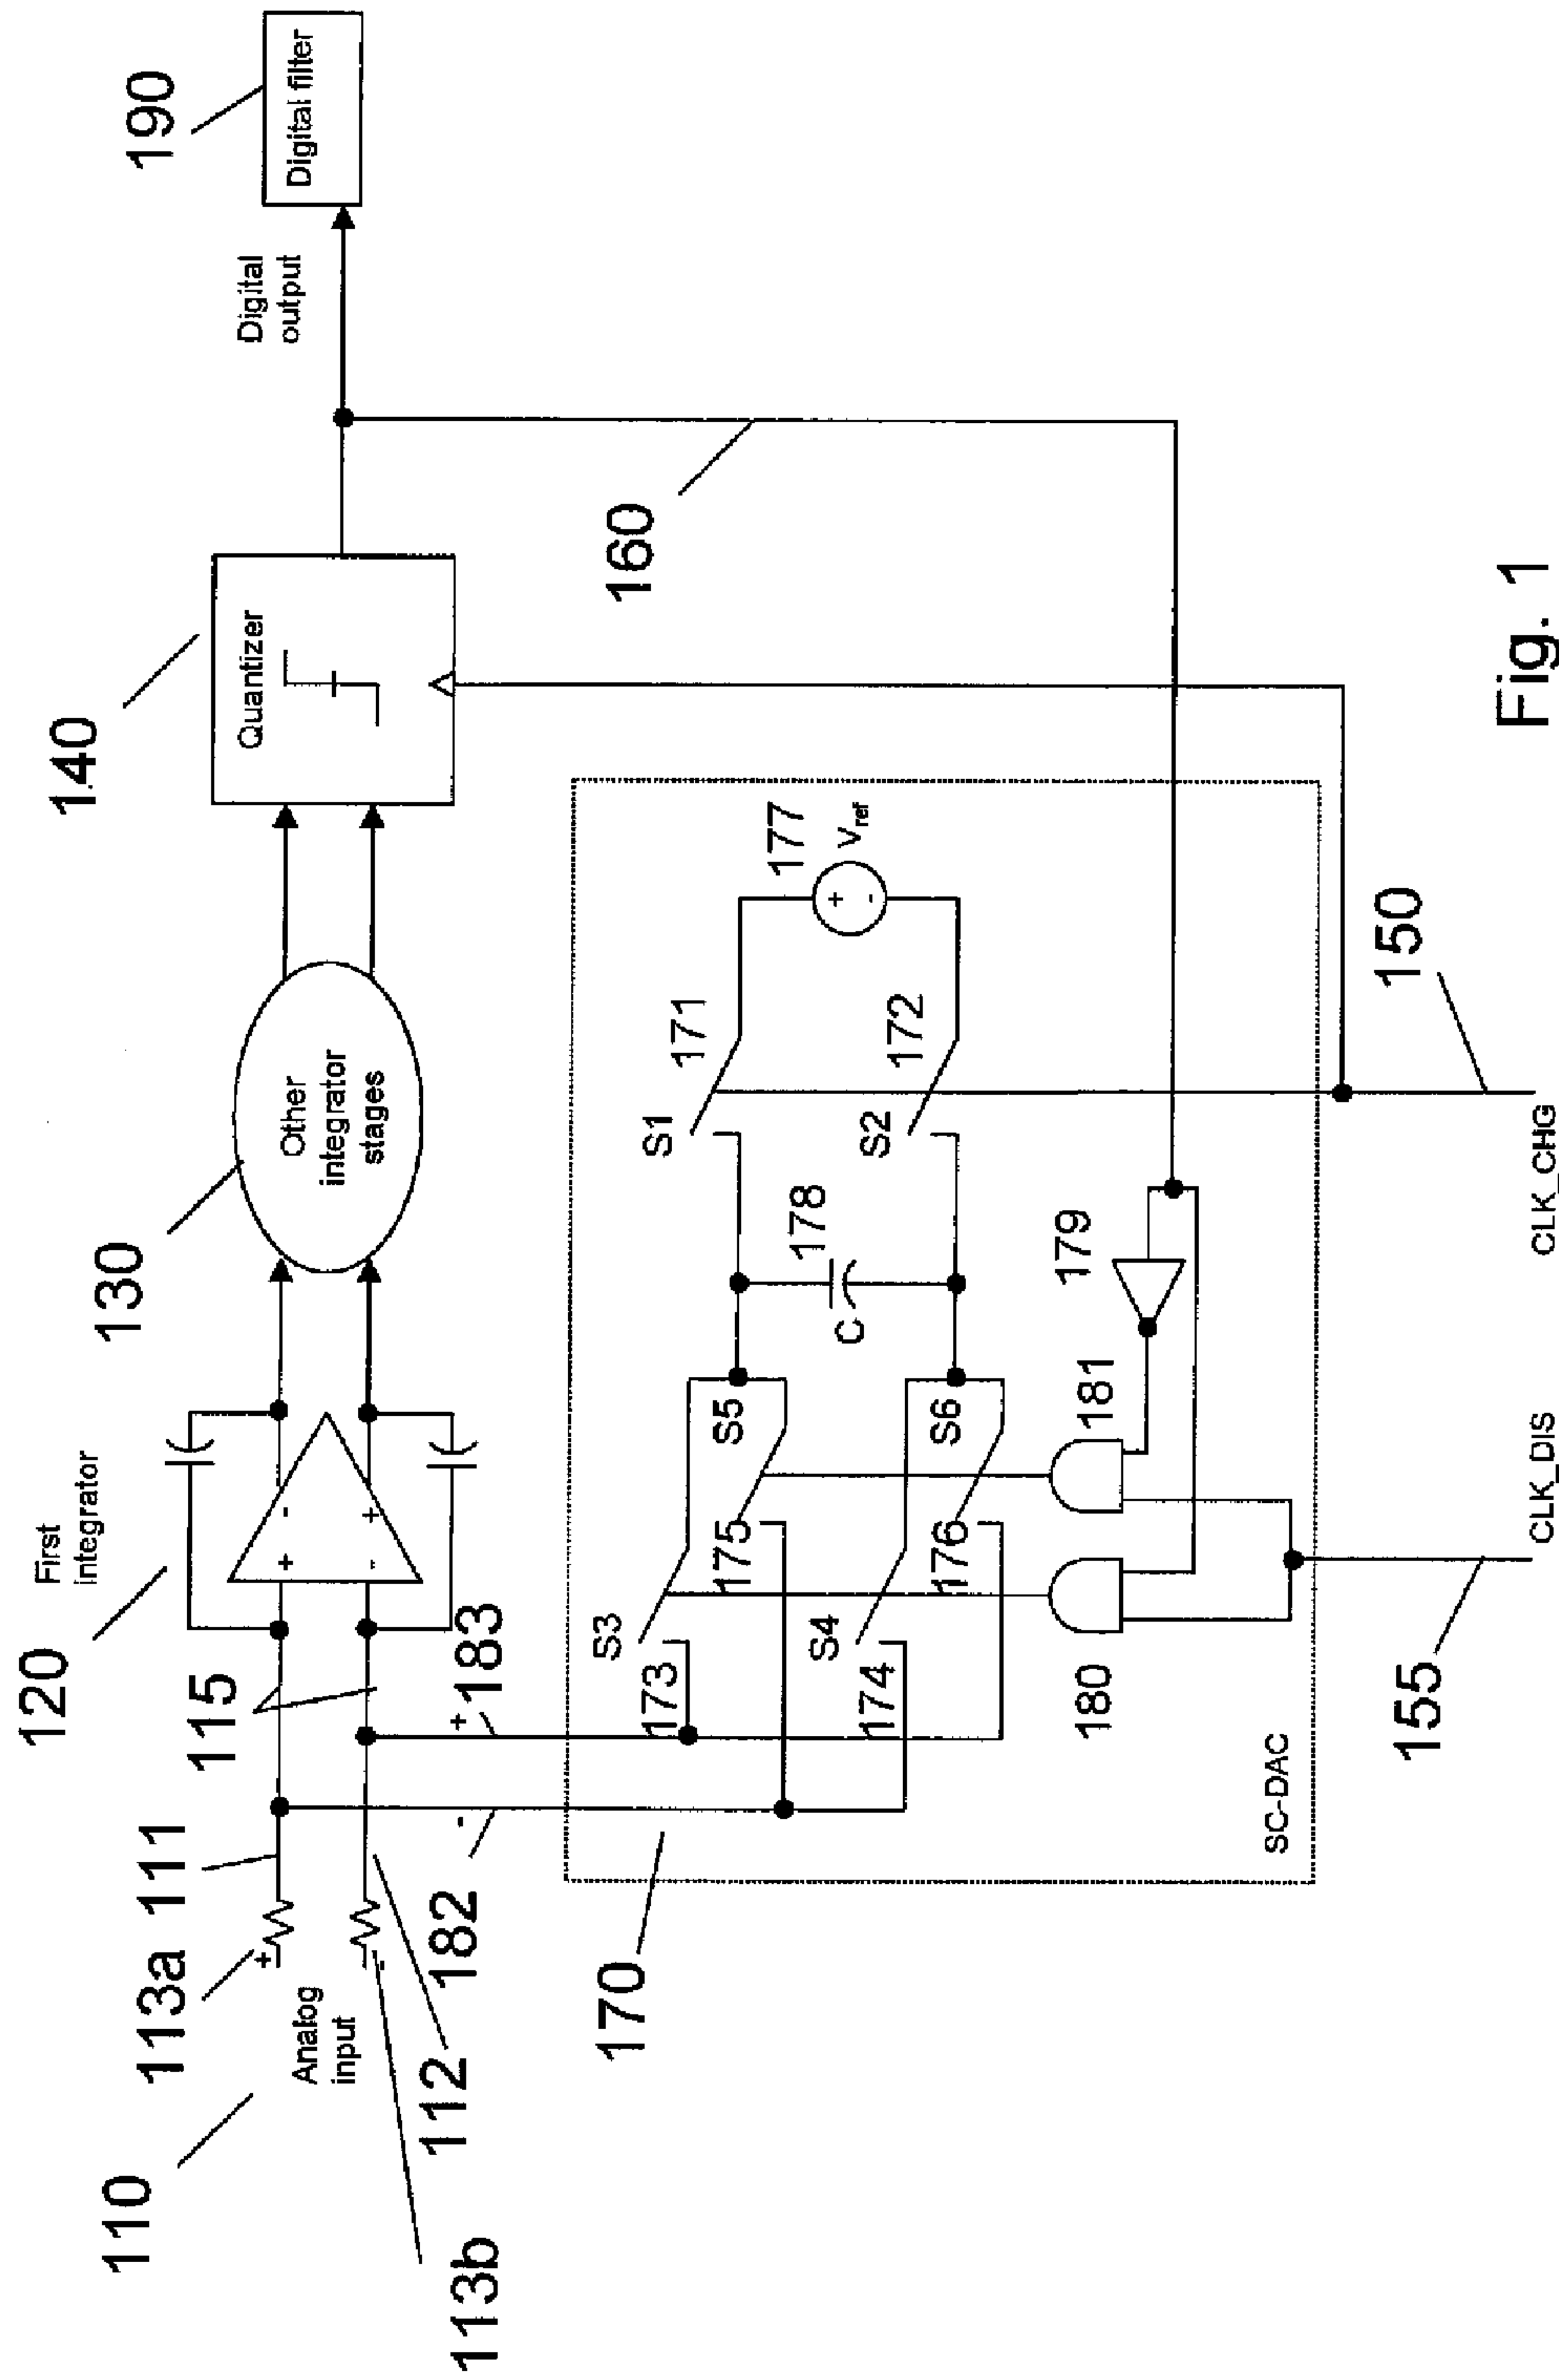 120
First
integrator
130
140
190
113a
111
115
+
-
+
-
Other
integrator
stages
Quantizer
Digital
output
Digital filter
110
Analog
input
+
-
113b
112
182
-
+
183
160
170
S3
173
S5
175
S4
174
S6
176
C
178
S1
171
S2
172
177
+
-
Vref
180
181
179
SC-DAC
155
CLK_DIS
150
CLK_CHG
Fig. 1